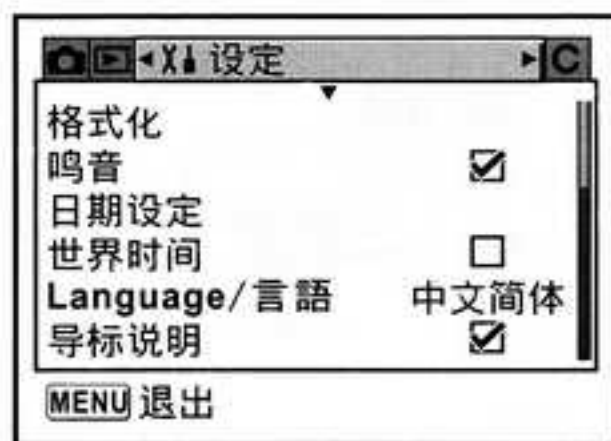 设定 C
格式化
鸣音
日期设定
世界时间
Language/言語 中文简体
导标说明
MENU 退出